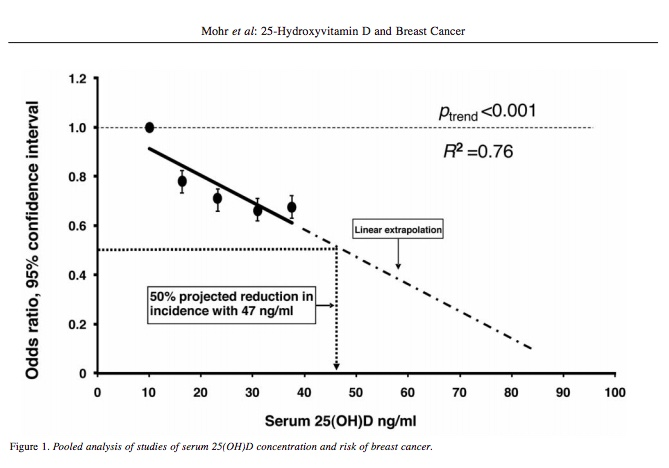 Mohr et al: 25-Hydroxyvitamin D and Breast Cancer
Odds ratio, 95% confidence interval
1.2
1.0
0.8
0.6
0.4
0.2
0
Ptrend <0.001
R² =0.76
Linear extrapolation
50% projected reduction in
incidence with 47 ng/ml
0 10 20 30 40 50 60 70 80 90 100
Serum 25(OH)D ng/ml
Figure 1. Pooled analysis of studies of serum 25(OH)D concentration and risk of breast cancer.